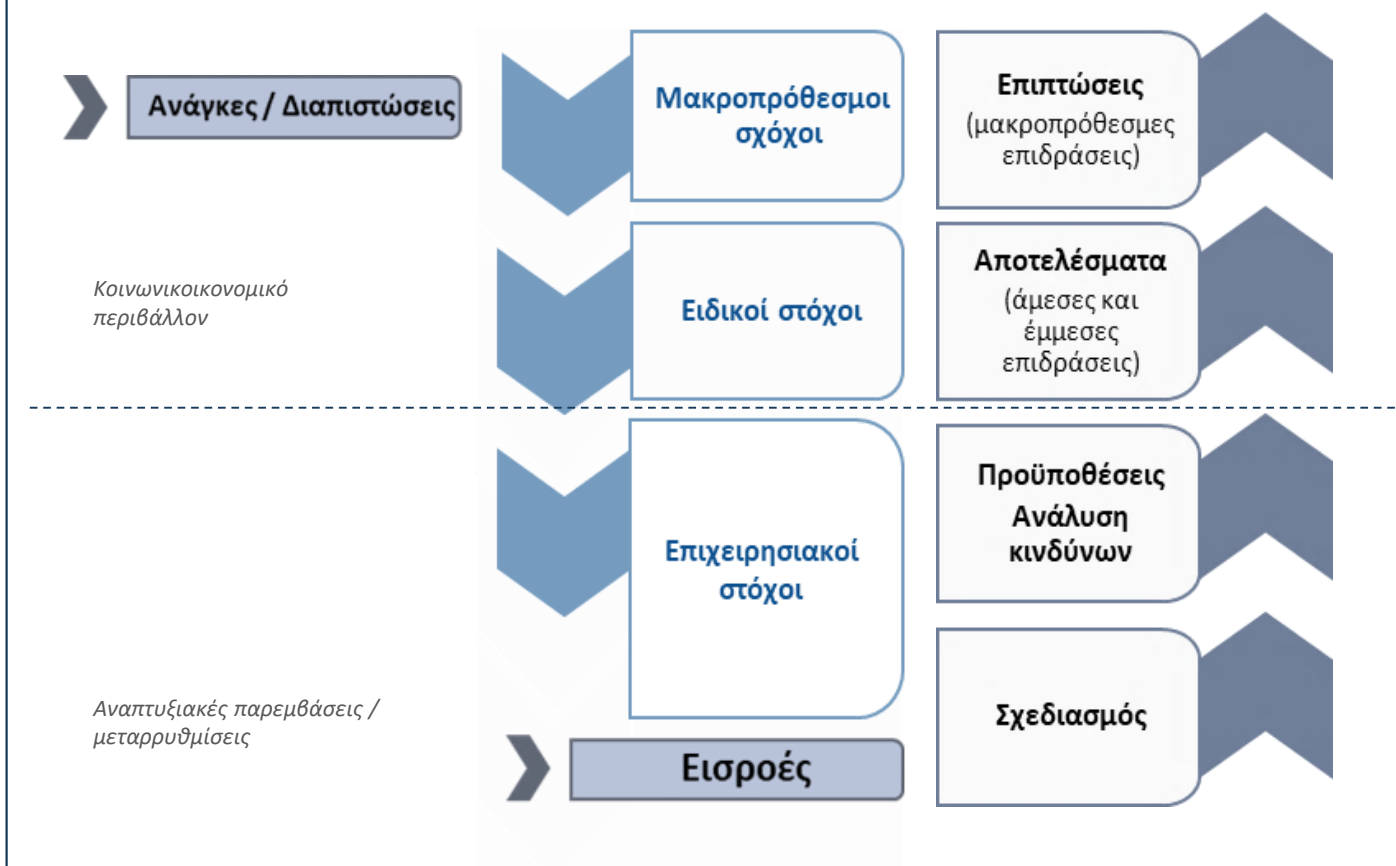 Ανάγκες / Διαπιστώσεις
Κοινωνικοικονομικό
περιβάλλον
Αναπτυξιακές παρεμβάσεις /
μεταρρυθμίσεις
Μακροπρόθεσμοι
σχόχοι
Ειδικοί στόχοι
Επιχειρησιακοί
στόχοι
Εισροές
Επιπτώσεις
(μακροπρόθεσμες
επιδράσεις)
Αποτελέσματα
(άμεσες και
έμμεσες
επιδράσεις)
Προϋποθέσεις
Ανάλυση
κινδύνων
Σχεδιασμός